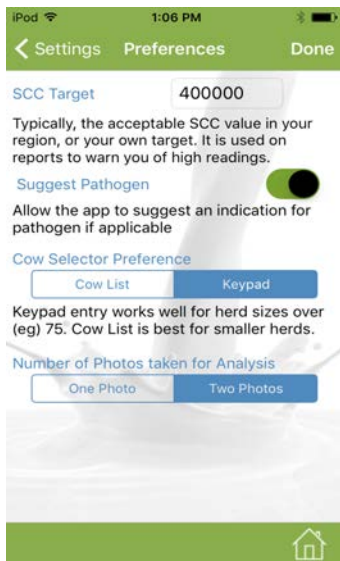 iPod 1:06 PM
Settings Preferences Done
SCC Target 400000
Typically, the acceptable SCC value in your
region, or your own target. It is used on
reports to warn you of high readings.
Suggest Pathogen
Allow the app to suggest an indication for
pathogen if applicable
Cow Selector Preference
Cow List Keypad
Keypad entry works well for herd sizes over
(eg) 75. Cow List is best for smaller herds.
Number of Photos taken for Analysis
One Photo Two Photos